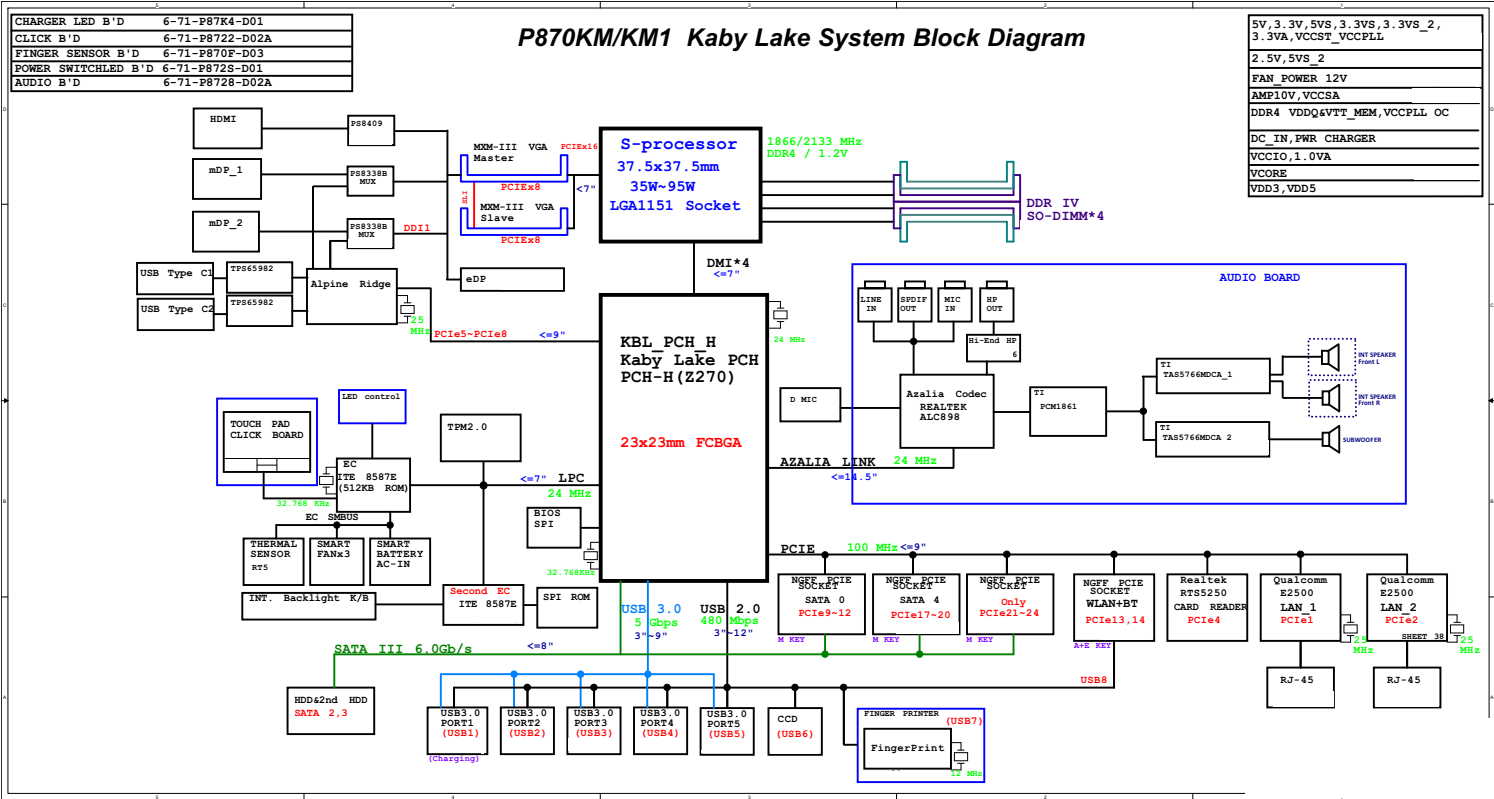 CHARGER LED B'D 6-71-P87K4-D01
CLICK B'D 6-71-P8722-D02A
FINGER SENSOR B'D 6-71-P870F-D03
POWER SWITCHLED B'D 6-71-P872S-D01
AUDIO B'D 6-71-P8728-D02A
P870KM/KM1 Kaby Lake System Block Diagram
5V,3.3V,5VS,3.3VS,3.3VS_2,
3.3VA,VCCST_VCCPLL
2.5V,5VS_2
FAN_POWER 12V
AMP10V,VCCSA
DDR4 VDDQ&VTT_MEM,VCCPLL OC
DC_IN,PWR CHARGER
VCCIO,1.0VA
VCORE
VDD3,VDD5
HDMI
PS8409
mDP_1
PS8338B
MUX
mDP_2
PS8338B
MUX
DDI1
MXM-III VGA
Master
PCIEx16
PCIEx8
SLI
MXM-III VGA
Slave
PCIEx8
<7"
S-processor
37.5x37.5mm
35W~95W
LGA1151 Socket
1866/2133 MHz
DDR4 / 1.2V
DDR IV
SO-DIMM*4
DMI*4
<=7"
USB Type C1
TPS65982
USB Type C2
TPS65982
Alpine Ridge
25
MHz
eDP
PCIe5~PCIe8
<=9"
KBL_PCH_H
Kaby Lake PCH
PCH-H(Z270)
23x23mm FCBGA
24 MHz
AUDIO BOARD
LINE
IN
SPDIF
OUT
MIC
IN
HP
OUT
Hi-End HP
6
D MIC
Azalia Codec
REALTEK
ALC898
TI
PCM1861
TI
TAS5766MDCA_1
TI
TAS5766MDCA 2
INT SPEAKER
Front L
INT SPEAKER
Front R
SUBWOOFER
AZALIA LINK
24 MHz
<=14.5"
LED control
TOUCH PAD
CLICK BOARD
EC
ITE 8587E
(512KB ROM)
32.768 KHz
EC SMBUS
TPM2.0
<=7"
LPC
24 MHz
BIOS
SPI
32.768KHz
THERMAL
SENSOR
RT5
SMART
FANx3
SMART
BATTERY
AC-IN
INT. Backlight K/B
Second EC
ITE 8587E
SPI ROM
PCIE
100 MHz
<=9"
NGFF PCIE
SOCKET
SATA 0
PCIe9~12
M KEY
NGFF PCIE
SOCKET
SATA 4
PCIe17~20
M KEY
NGFF PCIE
SOCKET
Only
PCIe21~24
M KEY
NGFF PCIE
SOCKET
WLAN+BT
PCIe13,14
A+E KEY
Realtek
RTS5250
CARD READER
PCIe4
Qualcomm
E2500
LAN_1
PCIe1
25
MHz
Qualcomm
E2500
LAN_2
PCIe2
SHEET 38
25
MHz
RJ-45
RJ-45
USB 3.0
5 Gbps
3"~9"
USB 2.0
480 Mbps
3"~12"
SATA III 6.0Gb/s
<=8"
HDD&2nd HDD
SATA 2,3
USB8
USB3.0
PORT1
(USB1)
(Charging)
USB3.0
PORT2
(USB2)
USB3.0
PORT3
(USB3)
USB3.0
PORT4
(USB4)
USB3.0
PORT5
(USB5)
CCD
(USB6)
FINGER PRINTER
(USB7)
FingerPrint
12 MHz